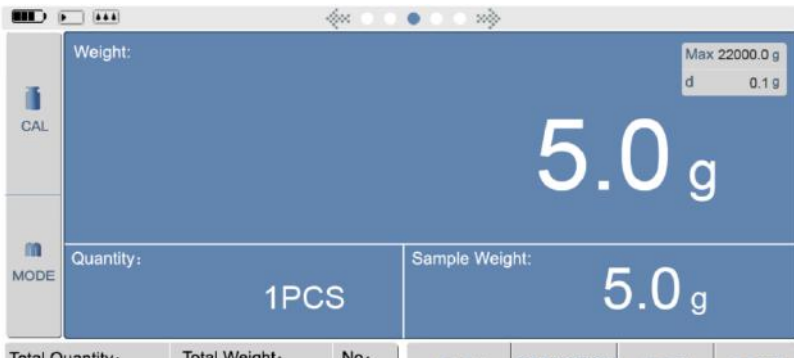 Weight:
Max 22000.0 g
d 0.1 g
CAL
5.0 g
MODE
Quantity:
1PCS
Sample Weight:
5.0 g
Total Quantity:
Total Weight:
No: